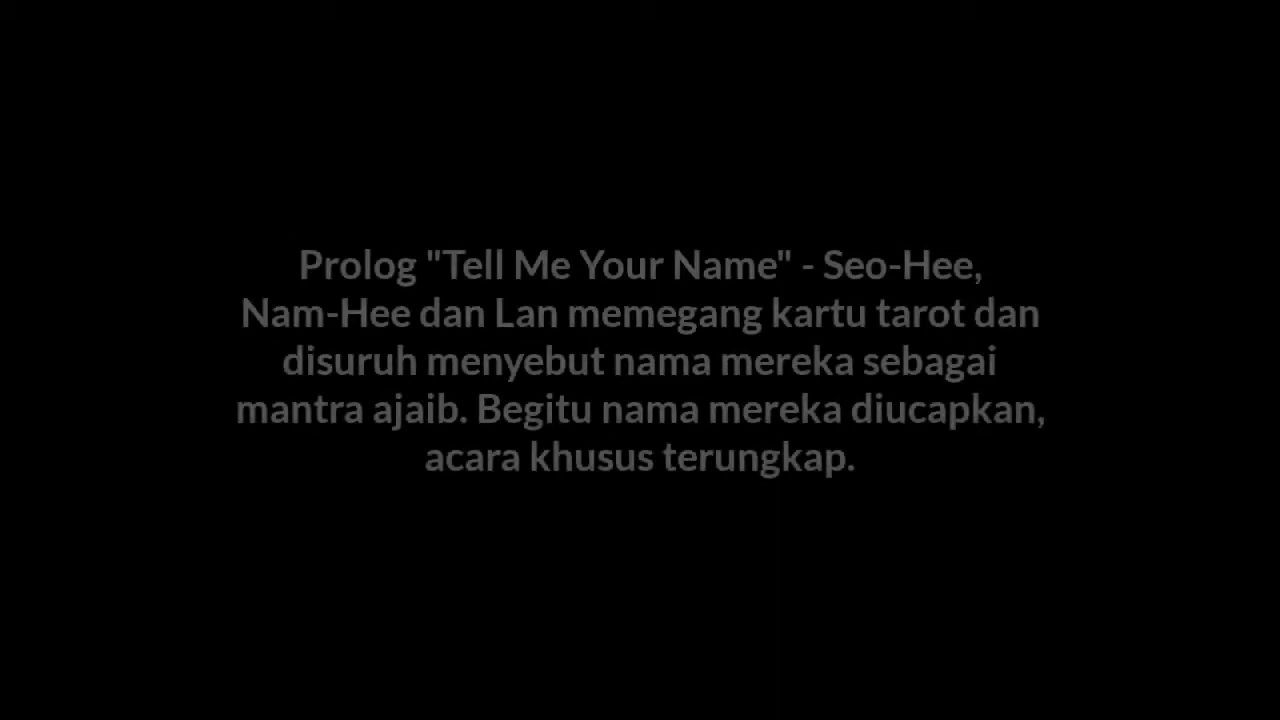 Prolog "Tell Me Your Name" - Seo-Hee,
Nam-Hee dan Lan memegang kartu tarot dan
disuruh menyebut nama mereka sebagai
mantra ajaib. Begitu nama mereka diucapkan,
acara khusus terungkap.